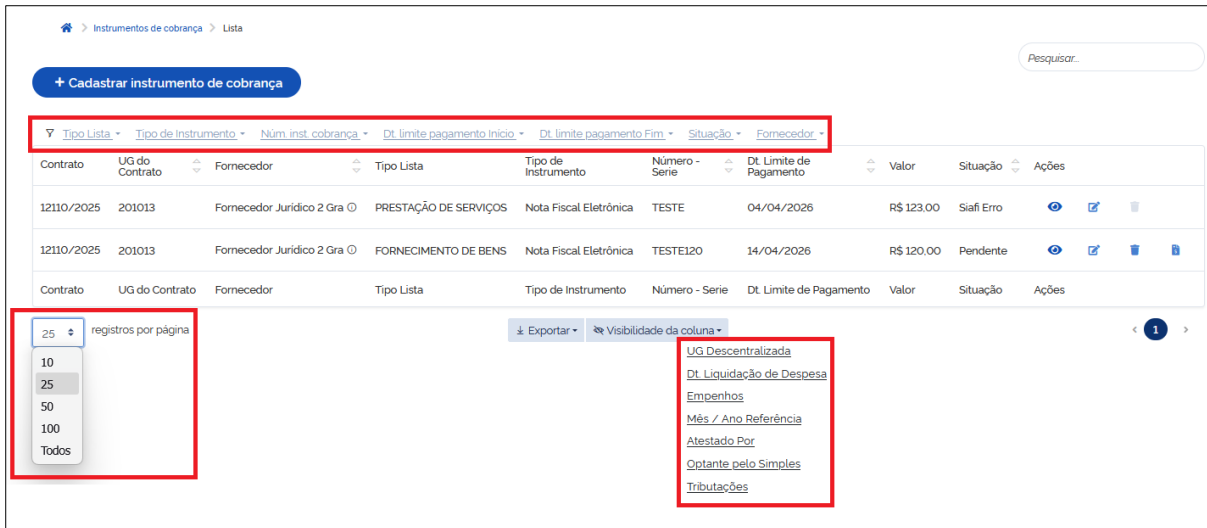 Instrumentos de cobrança > Lista
Pesquisar...
+ Cadastrar instrumento de cobrança
Tipo Lista Tipo de Instrumento Núm. inst. cobrança Dt. limite pagamento Inicio Dt. limite pagamento Fim Situação Fornecedor
Contrato UG do Contrato Fornecedor Tipo Lista Tipo de Instrumento Número - Serie Dt. Limite de Pagamento Valor Situação Ações
12110/2025 201013 Fornecedor Juridico 2 Gra PRESTAÇÃO DE SERVIÇOS Nota Fiscal Eletrônica TESTE 04/04/2026 R$ 123,00 Siafi Erro
12110/2025 201013 Fornecedor Juridico 2 Gra FORNECIMENTO DE BENS Nota Fiscal Eletrônica TESTE120 14/04/2026 R$ 120,00 Pendente
Contrato UG do Contrato Fornecedor Tipo Lista Tipo de Instrumento Número - Serie Dt. Limite de Pagamento Valor Situação Ações
25 registros por página Exportar Visibilidade da coluna < 1 >
10
25
50
100
Todos
UG Descentralizada
Dt. Liquidação de Despesa
Empenhos
Mês / Ano Referência
Atestado Por
Optante pelo Simples
Tributações